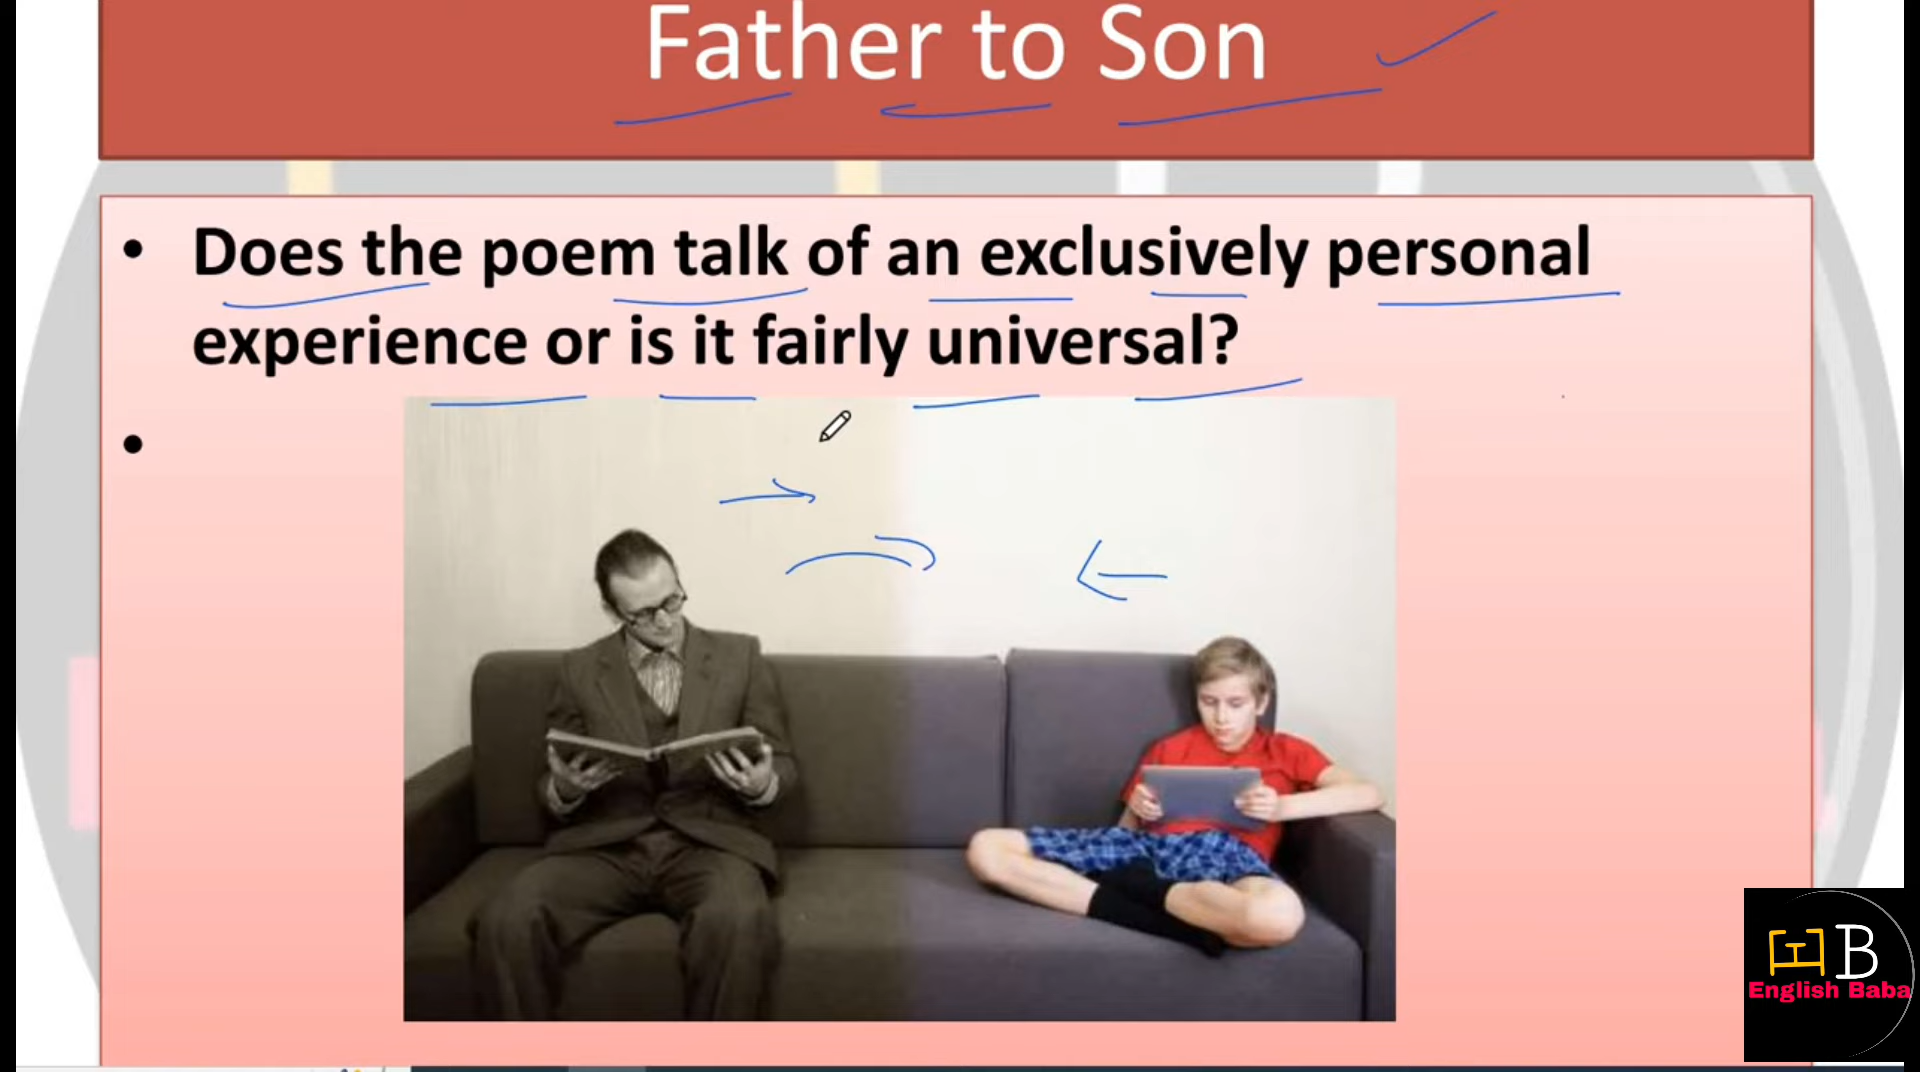 Father to Son
• Does the poem talk of an exclusively personal
experience or is it fairly universal?
•
EB
English Baba